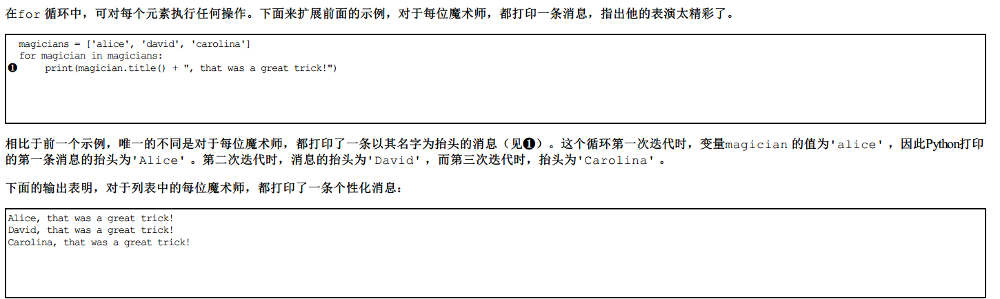 在for 循环中，可对每个元素执行任何操作。下面来扩展前面的示例，对于每位魔术师，都打印一条消息，指出他的表演太精彩了。
magicians = ['alice', 'david', 'carolina']
for magician in magicians:
❶ print(magician.title() + ", that was a great trick!")
相比于前一个示例，唯一的不同是对于每位魔术师，都打印了一条以其名字为抬头的消息（见❶）。这个循环第一次迭代时，变量magician 的值为'alice' ，因此Python打印
的第一条消息的抬头为'Alice' 。第二次迭代时，消息的抬头为'David' ，而第三次迭代时，抬头为'Carolina' 。
下面的输出表明，对于列表中的每位魔术师，都打印了一条个性化消息：
Alice, that was a great trick!
David, that was a great trick!
Carolina, that was a great trick!